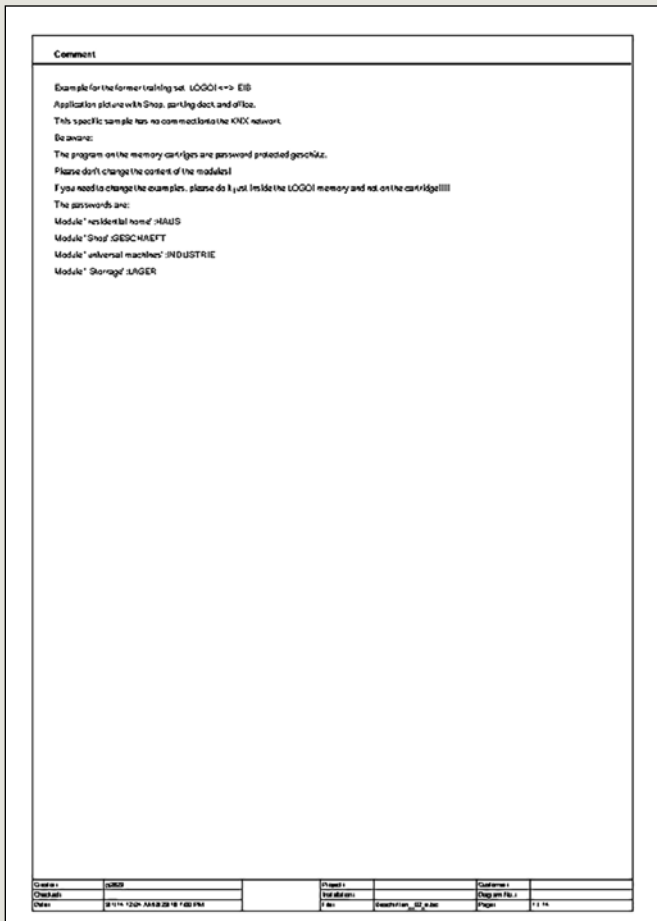 Comment
Example for the former training set LOGO! <=> EIB
Application picture with Shop, parking deck and office.
This specific sample has no commectionto the KNX network.
Be aware:
The program on the memory cartriges are password protected geschütz.
Please don't change the content of the modules!
If you need to change the examples, please do it just inside the LOGO! memory and not on the cartridge!!!!!
The passwords are:
Module" residential home' :HAUS
Module "Shop' :GESCHAEFT
Module" universal machines' :INDUSTRIE
Module" Storrage' :LAGER
Creator: Project: Customer:
Checked: Installation: Diagram No.:
Date: File: Page: